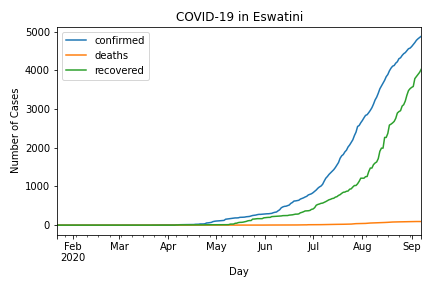 COVID-19 in Eswatini
confirmed
deaths
recovered
5000
4000
3000
2000
1000
0
Number of Cases
Feb Mar Apr May Jun Jul Aug Sep
2020
Day